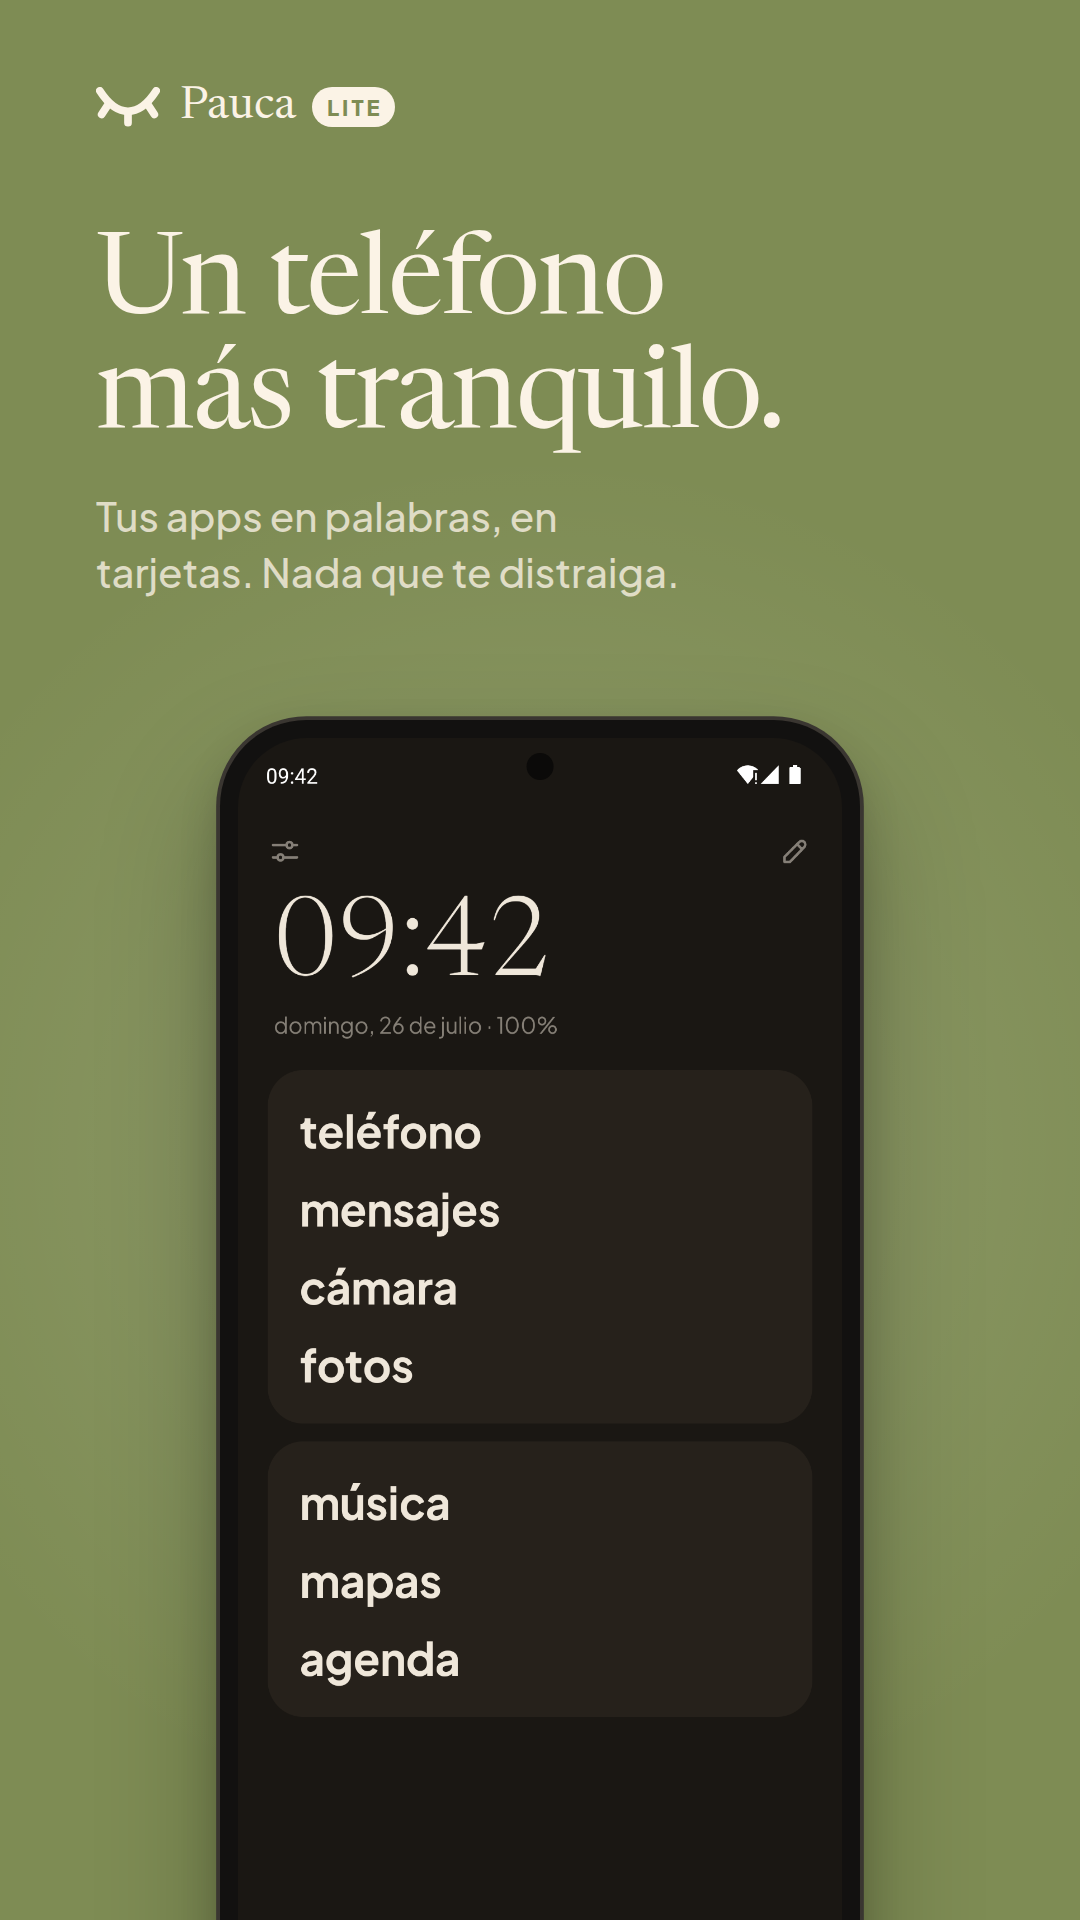 Pauca LITE
Un teléfono
más tranquilo.
Tus apps en palabras, en
tarjetas. Nada que te distraiga.
09:42
09:42
domingo, 26 de julio · 100%
teléfono
mensajes
cámara
fotos
música
mapas
agenda